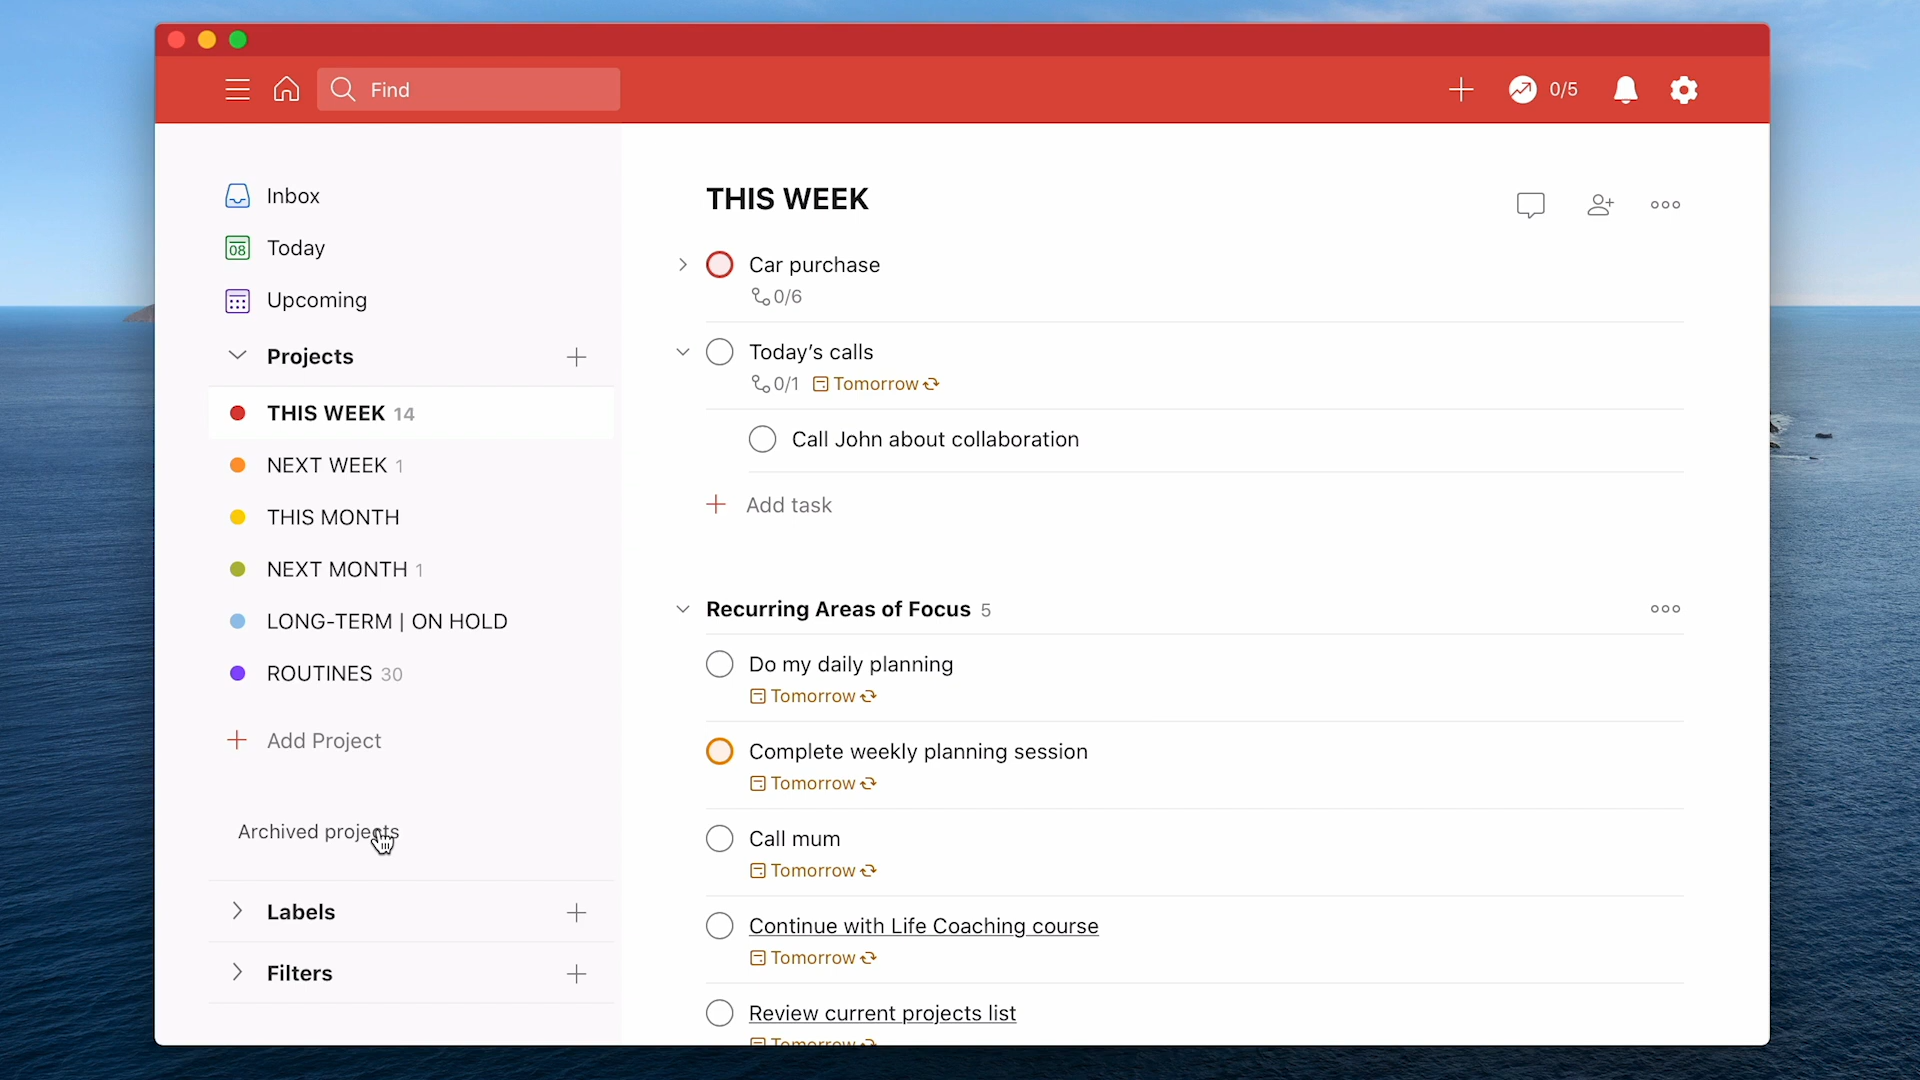 Find
0/5
Inbox
08
Today
Upcoming
Projects
THIS WEEK 14
NEXT WEEK 1
THIS MONTH
NEXT MONTH 1
LONG-TERM | ON HOLD
ROUTINES 30
Add Project
Archived projects
Labels
Filters
THIS WEEK
Car purchase
0/6
Today's calls
0/1 Tomorrow
Call John about collaboration
Add task
Recurring Areas of Focus 5
Do my daily planning
Tomorrow
Complete weekly planning session
Tomorrow
Call mum
Tomorrow
Continue with Life Coaching course
Tomorrow
Review current projects list
Tomorrow